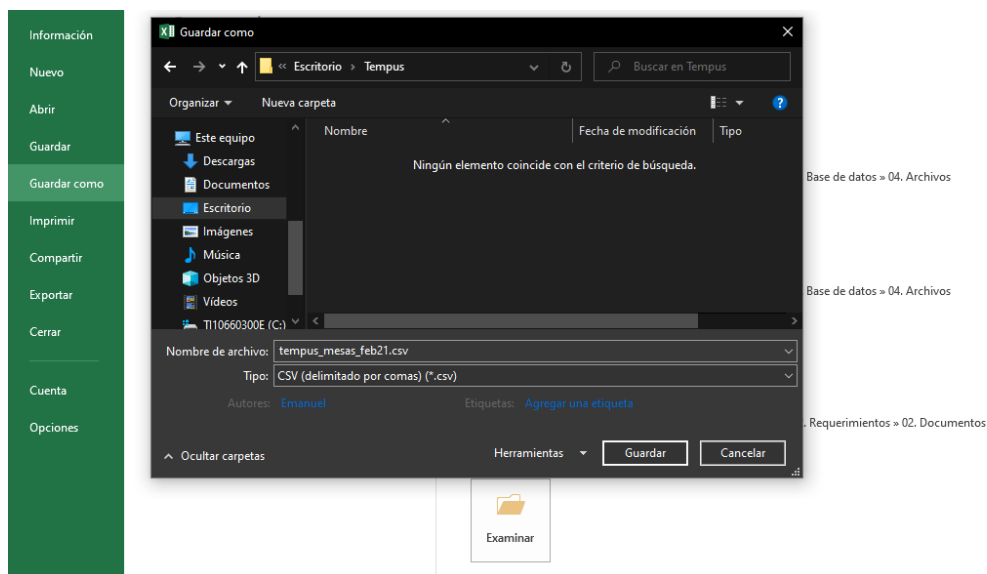 Información
Nuevo
Abrir
Guardar
Guardar como
Imprimir
Compartir
Exportar
Cerrar
Cuenta
Opciones
Guardar como
« Escritorio › Tempus
Buscar en Tempus
Organizar
Nueva carpeta
Este equipo
Descargas
Documentos
Escritorio
Imágenes
Música
Objetos 3D
Vídeos
TI10660300E (C:)
Nombre
Fecha de modificación
Tipo
Ningún elemento coincide con el criterio de búsqueda.
Nombre de archivo: tempus_mesas_feb21.csv
Tipo: CSV (delimitado por comas) (*.csv)
Autores: Emanuel
Etiquetas: Agregar una etiqueta
Ocultar carpetas
Herramientas
Guardar
Cancelar
Base de datos » 04. Archivos
Base de datos » 04. Archivos
. Requerimientos » 02. Documentos
Examinar